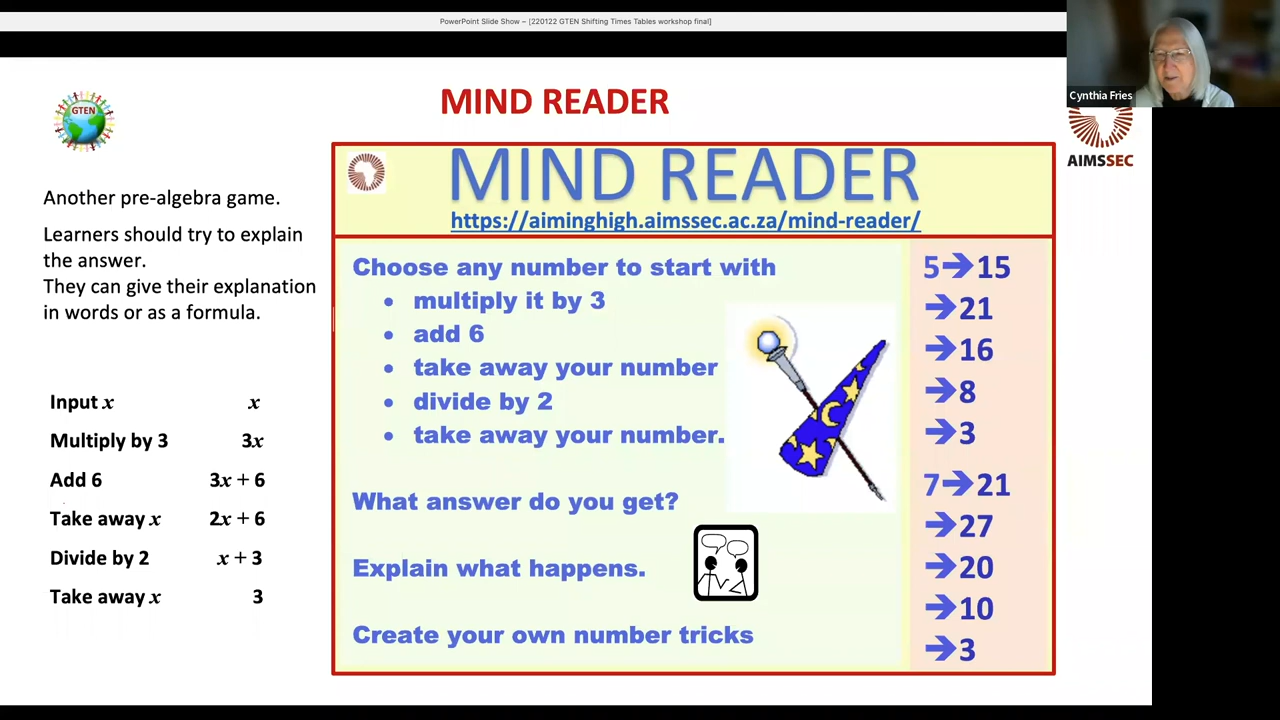 PowerPoint Slide Show – [220122 GTEN Shifting Times Tables workshop final]
Cynthia Fries
GTEN
MIND READER
AIMSSEC
Another pre-algebra game.
Learners should try to explain
the answer.
They can give their explanation
in words or as a formula.
Input x x
Multiply by 3 3x
Add 6 3x + 6
Take away x 2x + 6
Divide by 2 x + 3
Take away x 3
MIND READER
https://aiminghigh.aimssec.ac.za/mind-reader/
Choose any number to start with
• multiply it by 3
• add 6
• take away your number
• divide by 2
• take away your number.
What answer do you get?
Explain what happens.
Create your own number tricks
5➔15
➔21
➔16
➔8
➔3
7➔21
➔27
➔20
➔10
➔3